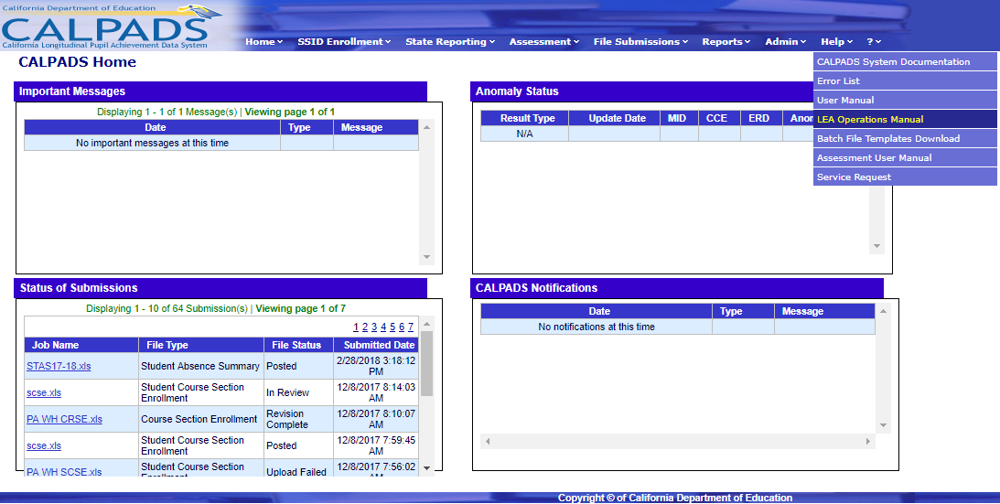 California Department of Education
CALPADS
California Longitudinal Pupil Achievement Data System
Home SSID Enrollment State Reporting Assessment File Submissions Reports Admin Help ?
CALPADS System Documentation
Error List
User Manual
LEA Operations Manual
Batch File Templates Download
Assessment User Manual
Service Request
CALPADS Home
Important Messages
Displaying 1 - 1 of 1 Message(s) | Viewing page 1 of 1
Date Type Message
No important messages at this time
Anomaly Status
Result Type Update Date MID CCE ERD Anor
N/A
Status of Submissions
Displaying 1 - 10 of 64 Submission(s) | Viewing page 1 of 7
1 2 3 4 5 6 7
Job Name File Type File Status Submitted Date
STAS17-18.xls Student Absence Summary Posted 2/28/2018 3:18:12
PM
scse.xls Student Course Section In Review 12/8/2017 8:14:03
Enrollment AM
PA WH CRSE.xls Course Section Enrollment Revision 12/8/2017 8:10:07
Complete AM
scse.xls Student Course Section Posted 12/8/2017 7:59:45
Enrollment AM
PA WH SCSE.xls Student Course Section Upload Failed 12/8/2017 7:56:02
Enrollment AM
CALPADS Notifications
Date Type Message
No notifications at this time
Copyright © of California Department of Education